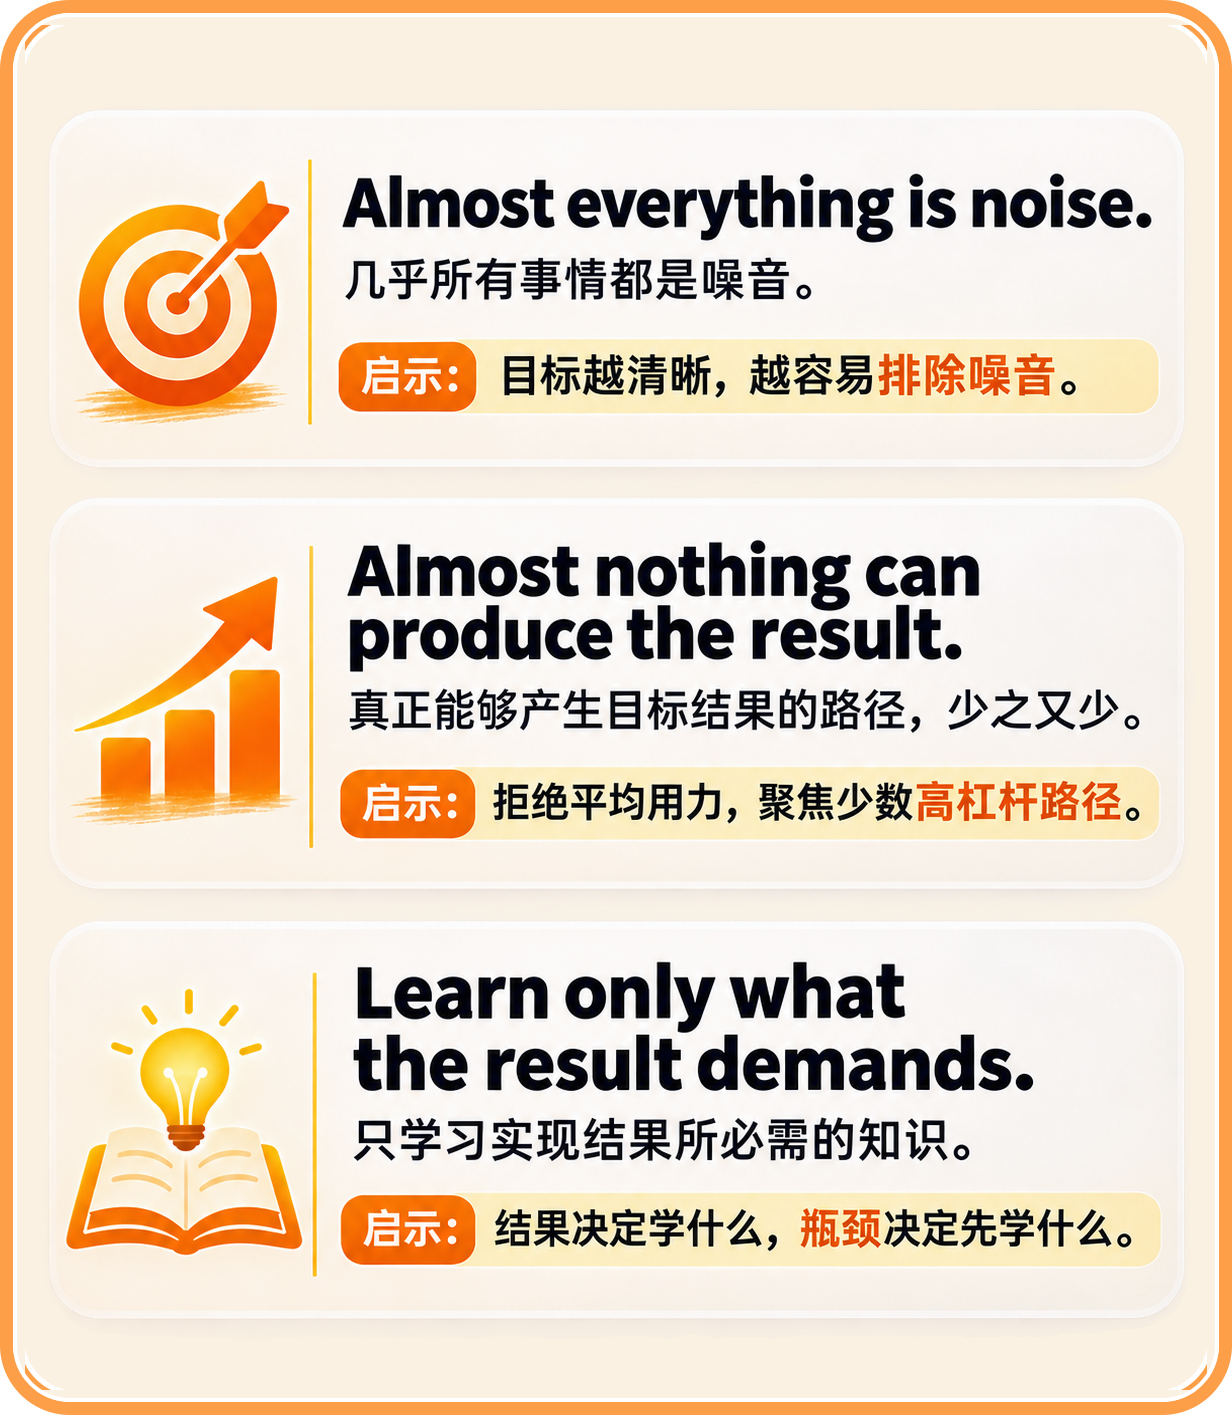 Almost everything is noise.
几乎所有事情都是噪音。
启示： 目标越清晰，越容易排除噪音。
Almost nothing can
produce the result.
真正能够产生目标结果的路径，少之又少。
启示： 拒绝平均用力，聚焦少数高杠杆路径。
Learn only what
the result demands.
只学习实现结果所必需的知识。
启示： 结果决定学什么，瓶颈决定先学什么。